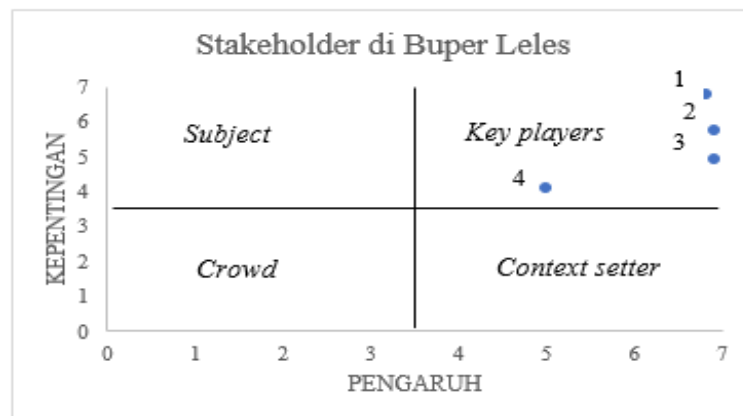 Stakeholder di Buper Leles
7
6
5
4
3
2
1
0
KEPENTINGAN
Subject
Key players
1
2
3
4
Crowd
Context setter
0 1 2 3 4 5 6 7
PENGARUH